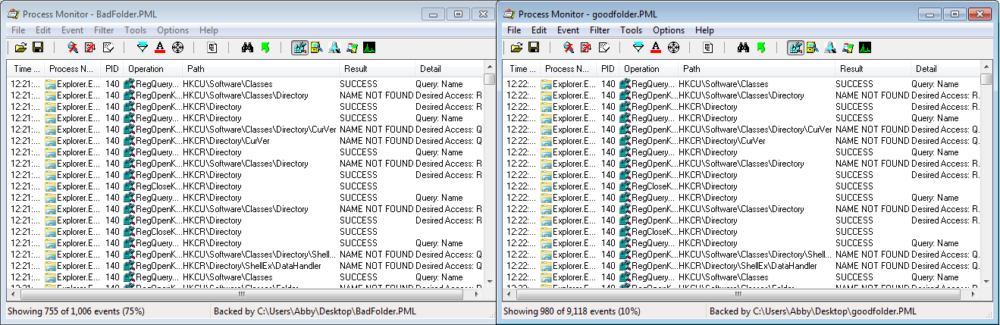 Process Monitor - BadFolder.PML
File Edit Event Filter Tools Options Help
Time ... Process N... PID Operation Path Result Detail
12:21:... Explorer.E... 140 RegQuery... HKCU\Software\Classes SUCCESS Query: Name
12:21:... Explorer.E... 140 RegOpenK... HKCU\Software\Classes\Directory NAME NOT FOUND Desired Access: R
12:21:... Explorer.E... 140 RegOpenK... HKCR\Directory SUCCESS Desired Access: R
12:21:... Explorer.E... 140 RegQuery... HKCR\Directory SUCCESS Query: Name
12:21:... Explorer.E... 140 RegOpenK... HKCU\Software\Classes\Directory\CurVer NAME NOT FOUND Desired Access: Q
12:21:... Explorer.E... 140 RegOpenK... HKCR\Directory\CurVer NAME NOT FOUND Desired Access: Q
12:21:... Explorer.E... 140 RegQuery... HKCR\Directory SUCCESS Query: Name
12:21:... Explorer.E... 140 RegOpenK... HKCU\Software\Classes\Directory NAME NOT FOUND Desired Access: R
12:21:... Explorer.E... 140 RegOpenK... HKCR\Directory SUCCESS Desired Access: R
12:21:... Explorer.E... 140 RegCloseK... HKCR\Directory SUCCESS
12:21:... Explorer.E... 140 RegQuery... HKCR\Directory SUCCESS Query: Name
12:21:... Explorer.E... 140 RegOpenK... HKCU\Software\Classes\Directory NAME NOT FOUND Desired Access: R
12:21:... Explorer.E... 140 RegOpenK... HKCR\Directory SUCCESS Desired Access: R
12:21:... Explorer.E... 140 RegCloseK... HKCR\Directory SUCCESS
12:21:... Explorer.E... 140 RegQuery... HKCR\Directory SUCCESS Query: Name
12:21:... Explorer.E... 140 RegOpenK... HKCU\Software\Classes\Directory\Shell... NAME NOT FOUND Desired Access: Q
12:21:... Explorer.E... 140 RegOpenK... HKCR\Directory\ShellEx\DataHandler NAME NOT FOUND Desired Access: Q
12:21:... Explorer.E... 140 RegQuery... HKCR\Directory SUCCESS Query: Name
12:21:... Explorer.E... 140 RegOpenK... HKCU\Software\Classes\Folder NAME NOT FOUND Desired Access: R
Showing 755 of 1,006 events (75%) Backed by C:\Users\Abby\Desktop\BadFolder.PML
Process Monitor - goodfolder.PML
File Edit Event Filter Tools Options Help
Time ... Process N... PID Operation Path Result Detail
12:22:... Explorer.E... 140 RegQuery... HKCU\Software\Classes SUCCESS Query: Name
12:22:... Explorer.E... 140 RegOpenK... HKCU\Software\Classes\Directory NAME NOT FOUND Desired Access: R.
12:22:... Explorer.E... 140 RegOpenK... HKCR\Directory SUCCESS Desired Access: R.
12:22:... Explorer.E... 140 RegQuery... HKCR\Directory SUCCESS Query: Name
12:22:... Explorer.E... 140 RegOpenK... HKCU\Software\Classes\Directory\CurVer NAME NOT FOUND Desired Access: Q.
12:22:... Explorer.E... 140 RegOpenK... HKCR\Directory\CurVer NAME NOT FOUND Desired Access: Q.
12:22:... Explorer.E... 140 RegQuery... HKCR\Directory SUCCESS Query: Name
12:22:... Explorer.E... 140 RegOpenK... HKCU\Software\Classes\Directory NAME NOT FOUND Desired Access: R.
12:22:... Explorer.E... 140 RegOpenK... HKCR\Directory SUCCESS Desired Access: R.
12:22:... Explorer.E... 140 RegCloseK... HKCR\Directory SUCCESS
12:22:... Explorer.E... 140 RegQuery... HKCR\Directory SUCCESS Query: Name
12:22:... Explorer.E... 140 RegOpenK... HKCU\Software\Classes\Directory NAME NOT FOUND Desired Access: R.
12:22:... Explorer.E... 140 RegOpenK... HKCR\Directory SUCCESS Desired Access: R.
12:22:... Explorer.E... 140 RegCloseK... HKCR\Directory SUCCESS
12:22:... Explorer.E... 140 RegQuery... HKCR\Directory SUCCESS Query: Name
12:22:... Explorer.E... 140 RegOpenK... HKCU\Software\Classes\Directory\Shell... NAME NOT FOUND Desired Access: Q.
12:22:... Explorer.E... 140 RegOpenK... HKCR\Directory\ShellEx\DataHandler NAME NOT FOUND Desired Access: Q.
12:22:... Explorer.E... 140 RegQuery... HKCR\Directory SUCCESS Query: Name
12:22:... Explorer.E... 140 RegOpenK... HKCU\Software\Classes\Folder NAME NOT FOUND Desired Access: R.
Showing 980 of 9,118 events (10%) Backed by C:\Users\Abby\Desktop\goodfolder.PML